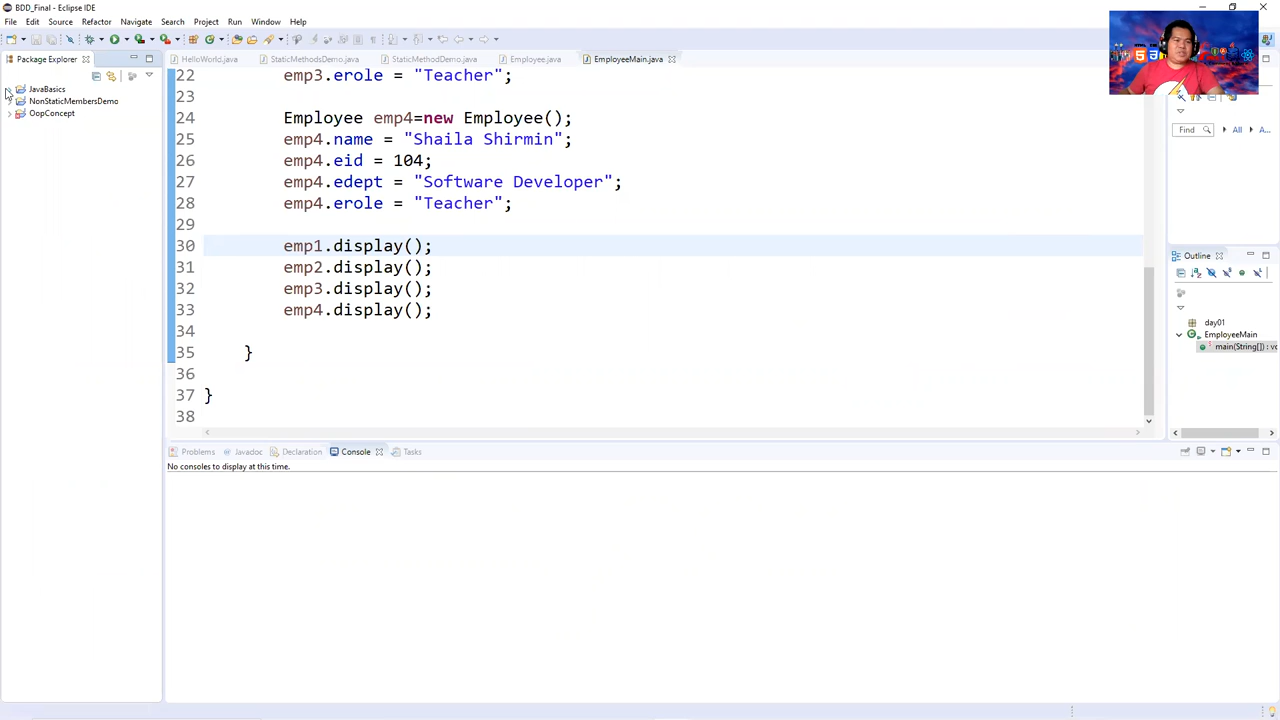 BDD_Final - Eclipse IDE
File Edit Source Refactor Navigate Search Project Run Window Help
Package Explorer
HelloWorld.java StaticMethodsDemo.java StaticMethodDemo.java Employee.java EmployeeMain.java
JavaBasics
NonStaticMembersDemo
OopConcept
22 emp3.erole = "Teacher";
23
24 Employee emp4=new Employee();
25 emp4.name = "Shaila Shirmin";
26 emp4.eid = 104;
27 emp4.edept = "Software Developer";
28 emp4.erole = "Teacher";
29
30 emp1.display();
31 emp2.display();
32 emp3.display();
33 emp4.display();
34
35 }
36
37 }
38
Find All A...
Outline
day01
EmployeeMain
main(String[]) : vo
Problems Javadoc Declaration Console Tasks
No consoles to display at this time.